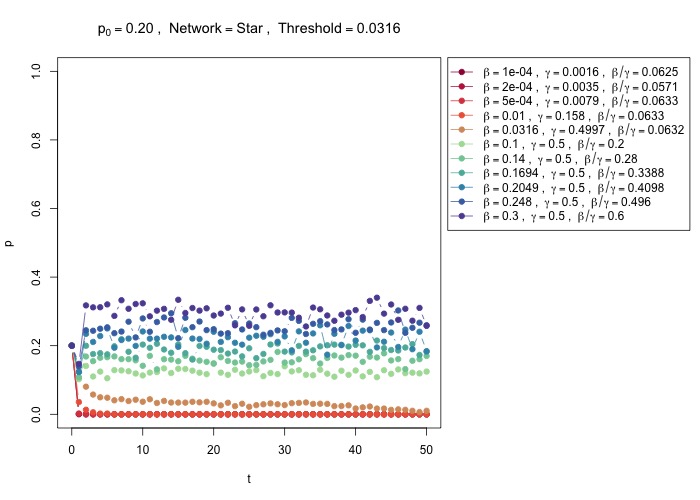 p₀ = 0.20 , Network = Star , Threshold = 0.0316
1.0
0.8
0.6
0.4
0.2
0.0
p
0 10 20 30 40 50
t
β = 1e-04 , γ = 0.0016 , β/γ = 0.0625
β = 2e-04 , γ = 0.0035 , β/γ = 0.0571
β = 5e-04 , γ = 0.0079 , β/γ = 0.0633
β = 0.01 , γ = 0.158 , β/γ = 0.0633
β = 0.0316 , γ = 0.4997 , β/γ = 0.0632
β = 0.1 , γ = 0.5 , β/γ = 0.2
β = 0.14 , γ = 0.5 , β/γ = 0.28
β = 0.1694 , γ = 0.5 , β/γ = 0.3388
β = 0.2049 , γ = 0.5 , β/γ = 0.4098
β = 0.248 , γ = 0.5 , β/γ = 0.496
β = 0.3 , γ = 0.5 , β/γ = 0.6